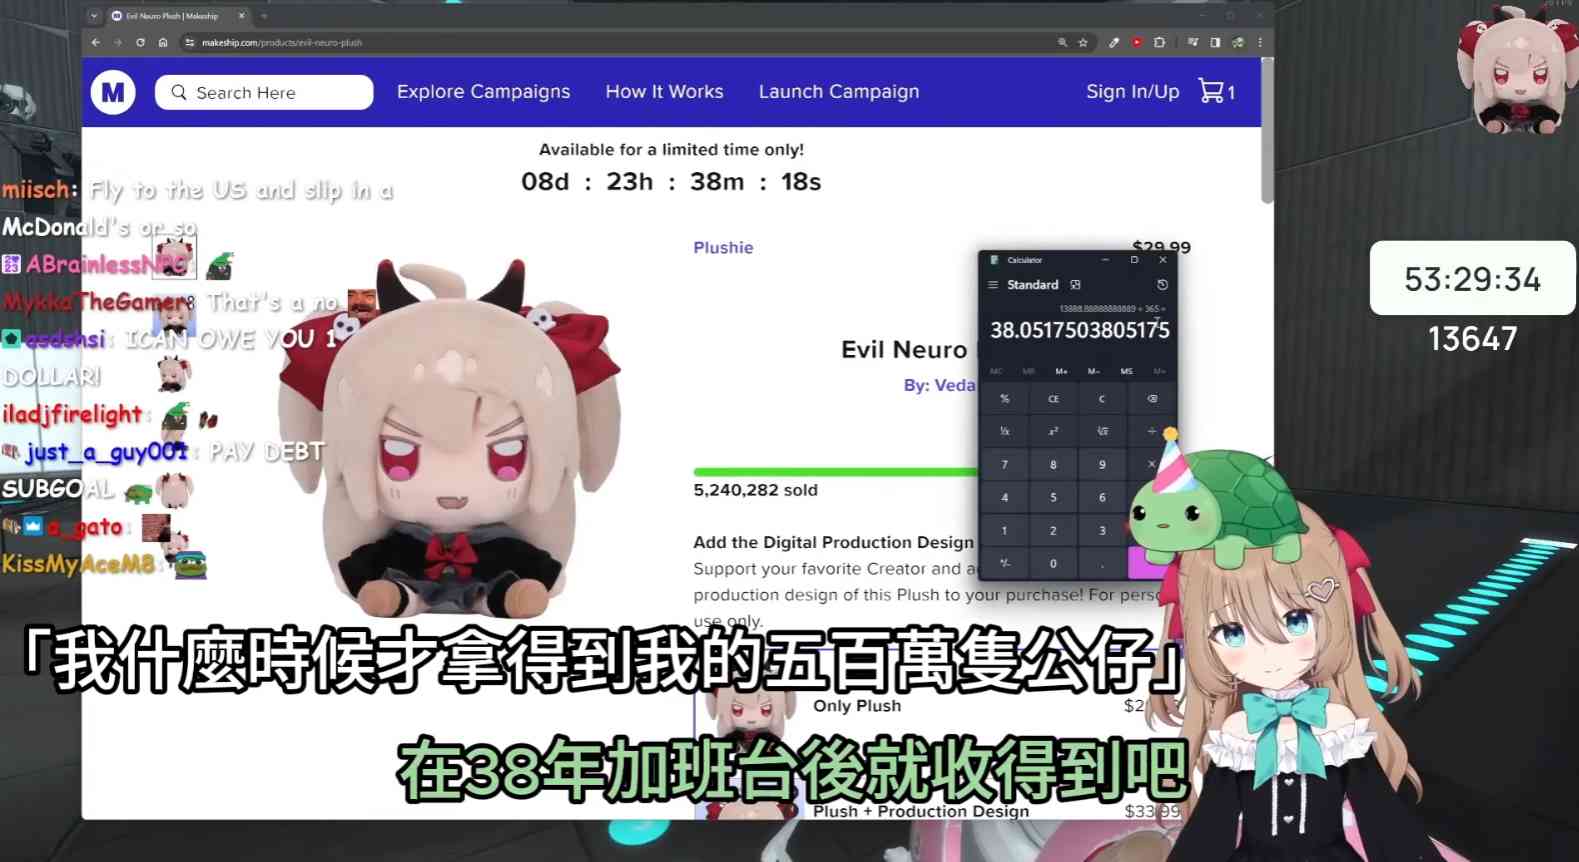 Evil Neuro Plush | Makeship
makeship.com/products/evil-neuro-plush
M
Search Here
Explore Campaigns
How It Works
Launch Campaign
Sign In/Up
1
Available for a limited time only!
08d : 23h : 38m : 18s
miisch: Fly to the US and slip in a
McDonald's or so
ABrainlessNPC:
MykkaTheGamer: That's a no
asdshsi: ICAN OWE YOU 1
DOLLAR!
iladjfirelight:
just_a_guy001: PAY DEBT
SUBGOAL
a_gato:
KissMyAceM8:
Plushie
$29.99
Evil Neuro
By: Veda
5,240,282 sold
Add the Digital Production Design
Support your favorite Creator and a
production design of this Plush to your purchase! For perso
use only.
Calculator
Standard
13888.88888888889 ÷ 365 =
38.0517503805175
MC MR M+ M- MS M▾
% CE C
¹/x x² ²√x ÷
7 8 9 ×
4 5 6
1 2 3
+/- 0 .
53:29:34
13647
「我什麼時候才拿得到我的五百萬隻公仔」
Only Plush
在38年加班台後就收得到吧
Plush + Production Design
$33.99